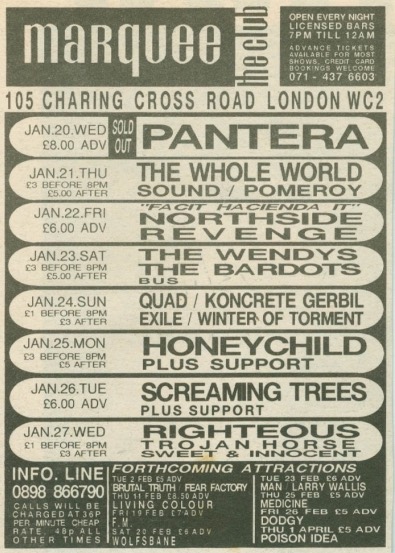 marquee
the club
OPEN EVERY NIGHT
LICENSED BARS
7PM TILL 12AM
ADVANCE TICKETS
AVAILABLE FOR MOST
SHOWS, CREDIT CARD
BOOKINGS WELCOME
071 - 437 6603
105 CHARING CROSS ROAD LONDON WC2
JAN.20.WED
£8.00 ADV
SOLD
OUT
PANTERA
JAN.21.THU
£3 BEFORE 8PM
£5.00 AFTER
THE WHOLE WORLD
SOUND / POMEROY
JAN.22.FRI
£6.00 ADV
"FACIT HACIENDA IT"
NORTHSIDE
REVENGE
JAN.23.SAT
£3 BEFORE 8PM
£5.00 AFTER
THE WENDYS
THE BARDOTS
BUS
JAN.24.SUN
£1 BEFORE 8PM
£3 AFTER
QUAD / KONCRETE GERBIL
EXILE / WINTER OF TORMENT
JAN.25.MON
£3 BEFORE 8PM
£5 AFTER
HONEYCHILD
PLUS SUPPORT
JAN.26.TUE
£6.00 ADV
SCREAMING TREES
PLUS SUPPORT
JAN.27.WED
£1 BEFORE 8PM
£3 AFTER
RIGHTEOUS
TROJAN HORSE
SWEET & INNOCENT
INFO. LINE
0898 866790
CALLS WILL BE
CHARGED AT 36P
PER MINUTE CHEAP
RATE, 48p ALL
OTHER TIMES
FORTHCOMING ATTRACTIONS
TUE 2 FEB £5 ADV
BRUTAL TRUTH / FEAR FACTORY
THU 11 FEB £8.50 ADV
LIVING COLOUR
FRI 19 FEB £7 ADV
F.M.
SAT 20 FEB £6 ADV
WOLFSBANE
TUE 23 FEB £6 ADV
MAN / LARRY WALLIS
THU 25 FEB £5 ADV
MEDICINE
FRI 26 FEB £5 ADV
DODGY
THU 1 APRIL £5 ADV
POISON IDEA